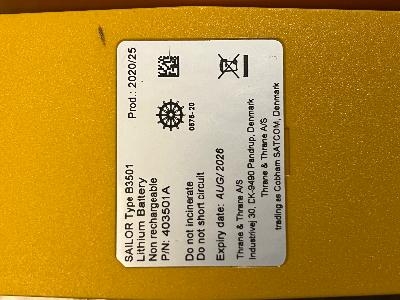 SAILOR Type B3501
Lithium Battery
Non rechargeable
P/N: 403501A
Prod.: 2020/25
0575- 20
Do not incinerate
Do not short circuit
Expiry date: AUG/ 2026
Thrane & Thrane A/S
Industrivej 30, DK-9490 Pandrup, Denmark
Thrane & Thrane A/S
trading as Cobham SATCOM, Denmark